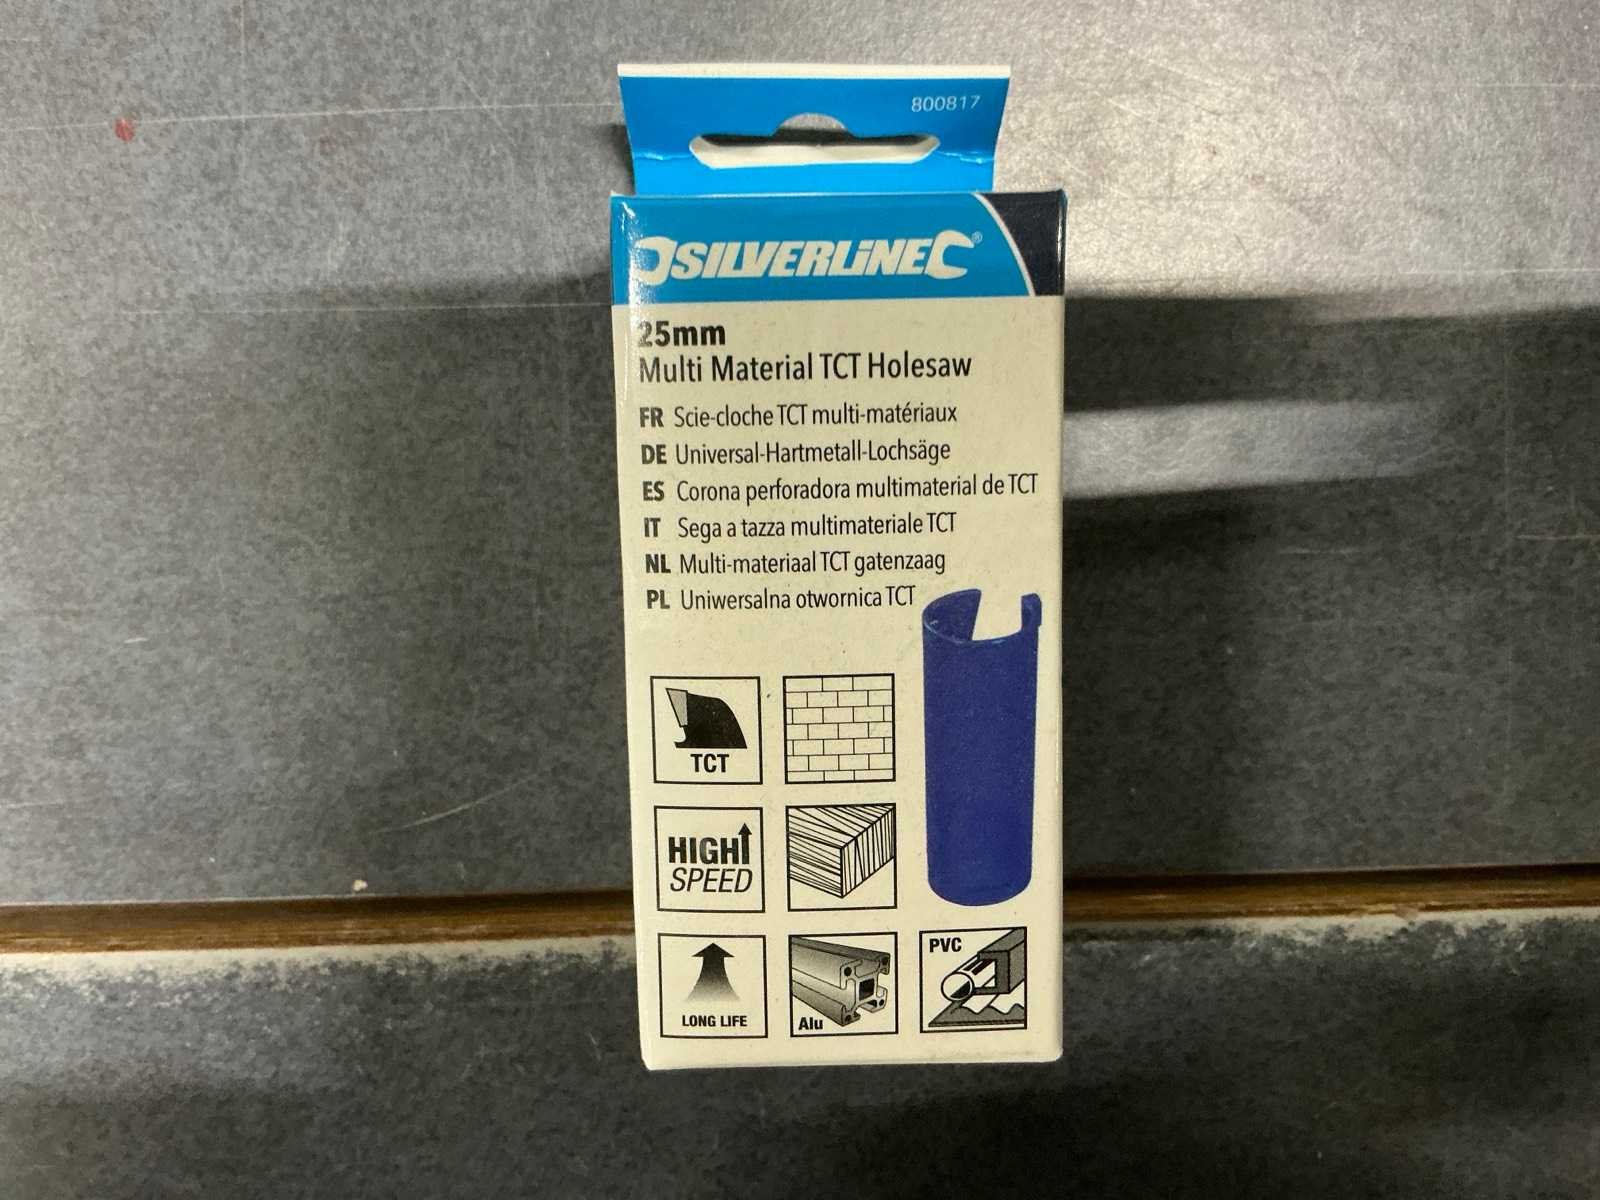 800817
SILVERLINE®
25mm
Multi Material TCT Holesaw
FR Scie-cloche TCT multi-matériaux
DE Universal-Hartmetall-Lochsäge
ES Corona perforadora multimaterial de TCT
IT Sega a tazza multimateriale TCT
NL Multi-materiaal TCT gatenzaag
PL Uniwersalna otwornica TCT
TCT
HIGH
SPEED
LONG LIFE
Alu
PVC